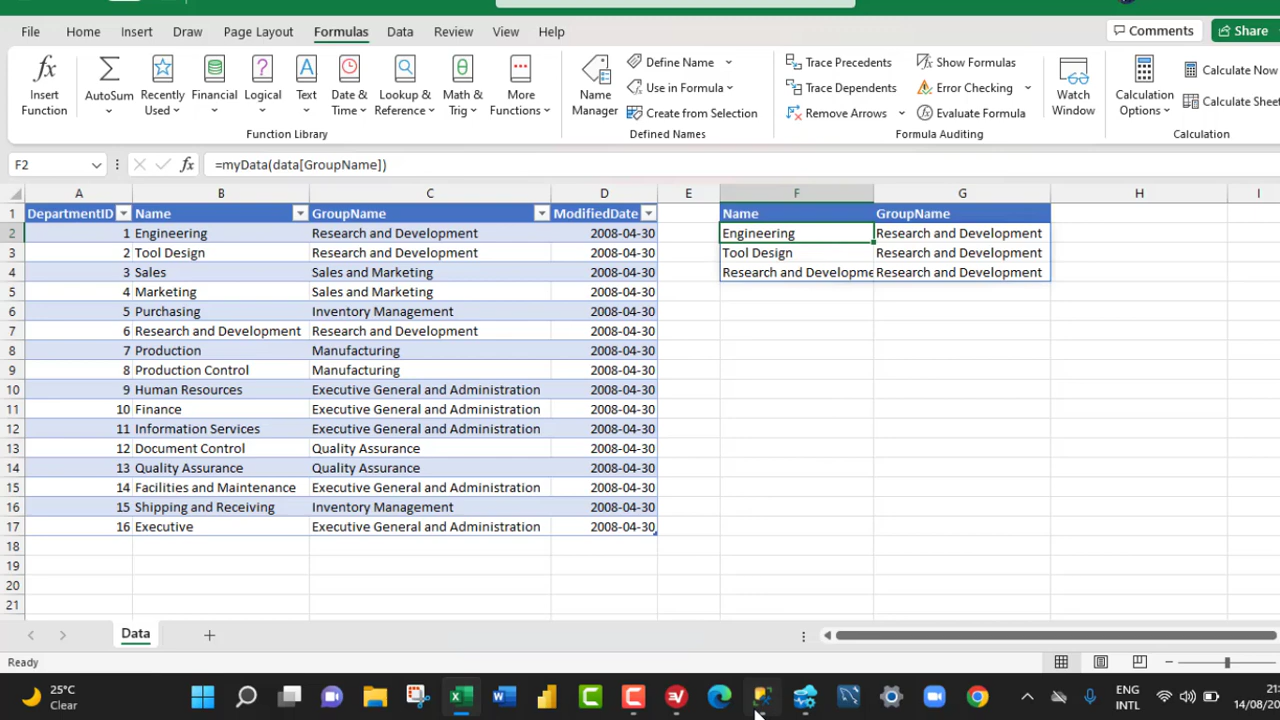 Comments
Share
File Home Insert Draw Page Layout Formulas Data Review View Help
Insert Function
AutoSum
Recently Used
Financial
Logical
Text
Date & Time
Lookup & Reference
Math & Trig
More Functions
Function Library
Name Manager
Define Name
Use in Formula
Create from Selection
Defined Names
Trace Precedents
Trace Dependents
Remove Arrows
Show Formulas
Error Checking
Evaluate Formula
Formula Auditing
Watch Window
Calculation Options
Calculate Now
Calculate Sheet
Calculation
F2 fx =myData(data[GroupName])
A B C D E F G H I
1 DepartmentID Name GroupName ModifiedDate Name GroupName
2 1 Engineering Research and Development 2008-04-30 Engineering Research and Development
3 2 Tool Design Research and Development 2008-04-30 Tool Design Research and Development
4 3 Sales Sales and Marketing 2008-04-30 Research and Developme Research and Development
5 4 Marketing Sales and Marketing 2008-04-30
6 5 Purchasing Inventory Management 2008-04-30
7 6 Research and Development Research and Development 2008-04-30
8 7 Production Manufacturing 2008-04-30
9 8 Production Control Manufacturing 2008-04-30
10 9 Human Resources Executive General and Administration 2008-04-30
11 10 Finance Executive General and Administration 2008-04-30
12 11 Information Services Executive General and Administration 2008-04-30
13 12 Document Control Quality Assurance 2008-04-30
14 13 Quality Assurance Quality Assurance 2008-04-30
15 14 Facilities and Maintenance Executive General and Administration 2008-04-30
16 15 Shipping and Receiving Inventory Management 2008-04-30
17 16 Executive Executive General and Administration 2008-04-30
18
19
20
21
Data
Ready
25°C
Clear
ENG
INTL
14/08/20